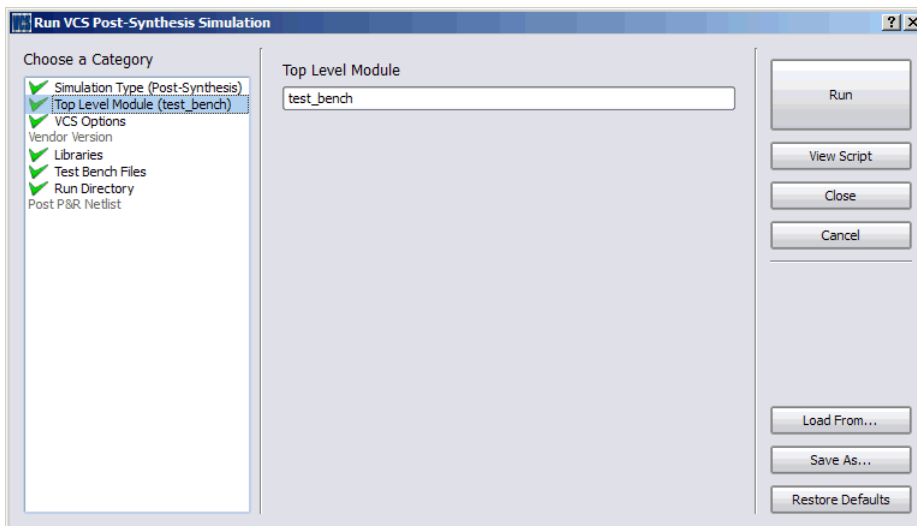 Run VCS Post-Synthesis Simulation
Choose a Category
Simulation Type (Post-Synthesis)
Top Level Module (test_bench)
VCS Options
Vendor Version
Libraries
Test Bench Files
Run Directory
Post P&R Netlist
Top Level Module
test_bench
Run
View Script
Close
Cancel
Load From...
Save As...
Restore Defaults